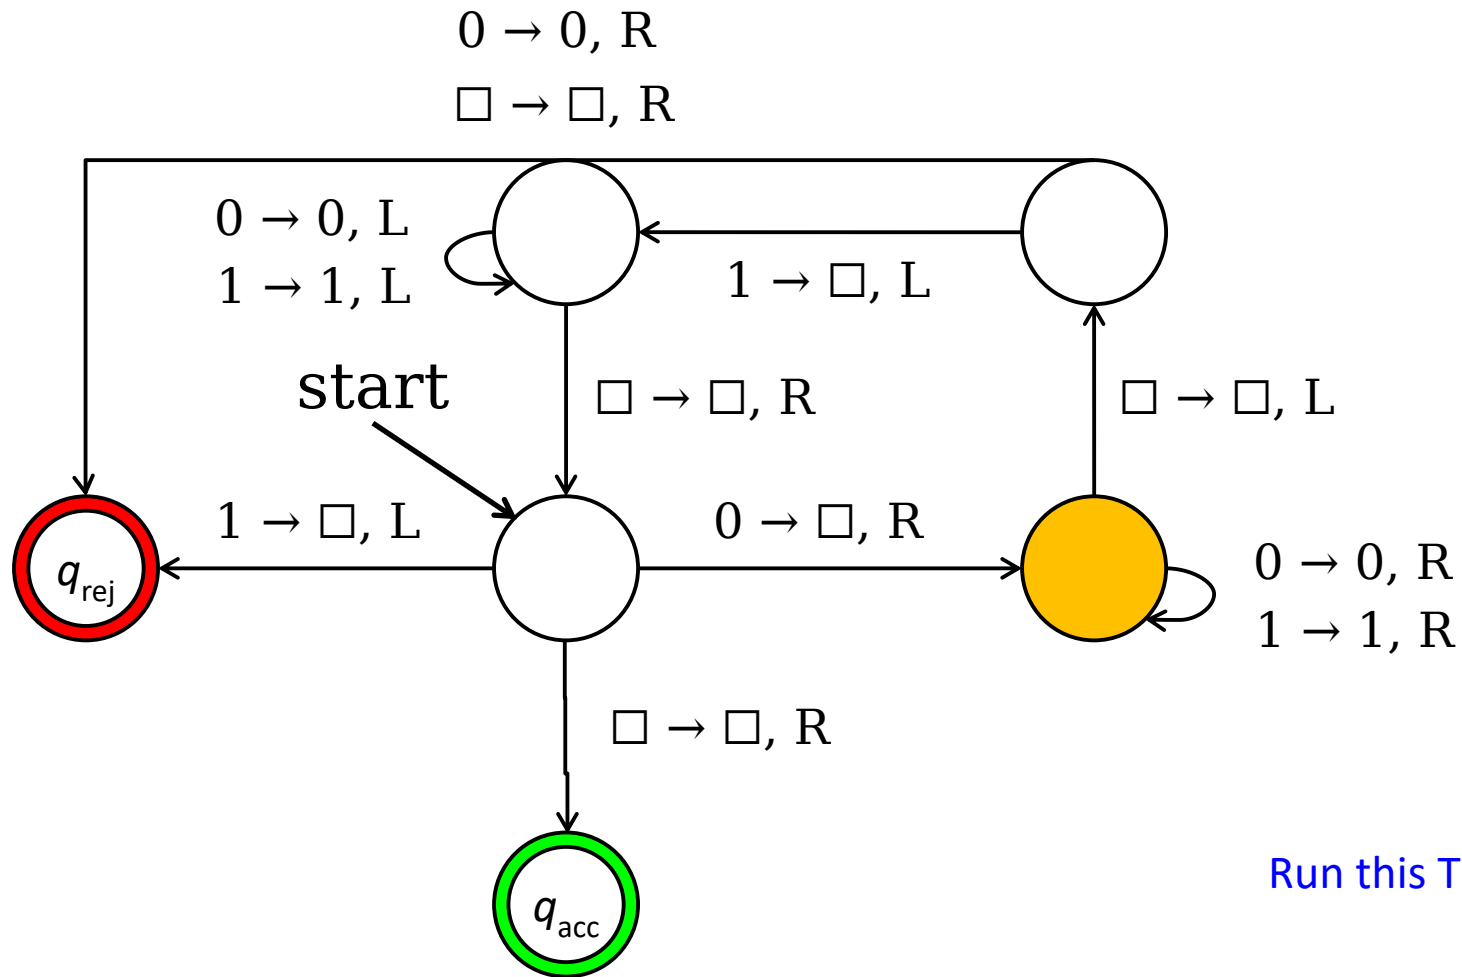 0 → 0, R
□ → □, R
0 → 0, L
1 → 1, L
1 → □, L
start
□ → □, R
□ → □, L
1 → □, L
0 → □, R
q_rej
0 → 0, R
1 → 1, R
□ → □, R
Run this T
q_acc